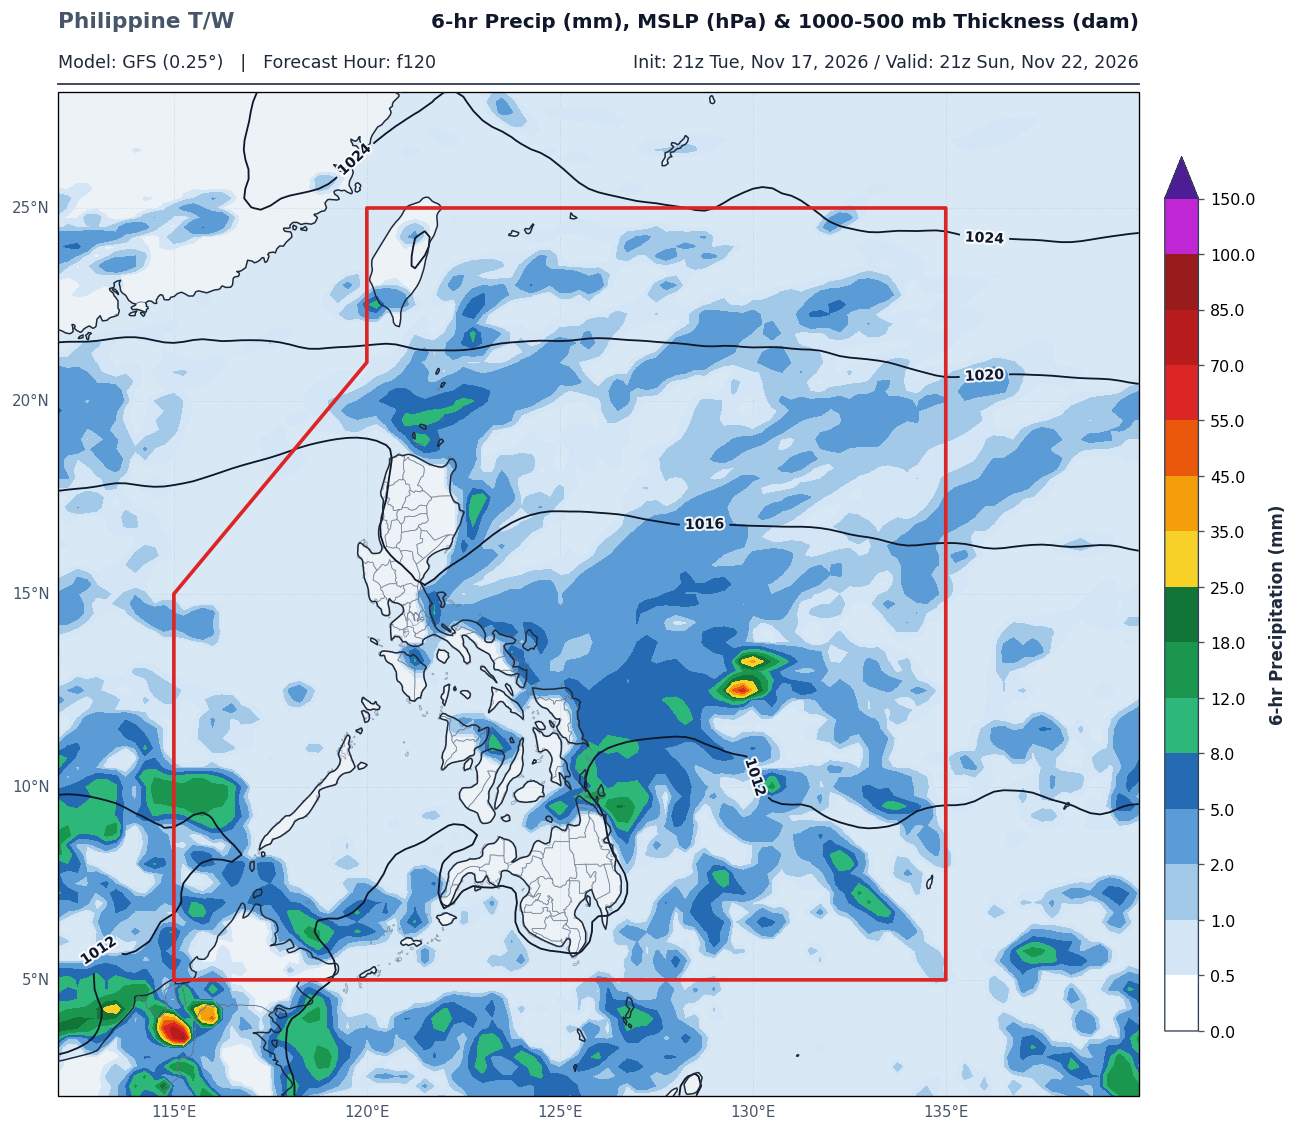 Philippine T/W
6-hr Precip (mm), MSLP (hPa) & 1000-500 mb Thickness (dam)
Model: GFS (0.25°) | Forecast Hour: f120
Init: 21z Tue, Nov 17, 2026 / Valid: 21z Sun, Nov 22, 2026
1024
1024
1020
1016
1012
1012
25°N
20°N
15°N
10°N
5°N
115°E
120°E
125°E
130°E
135°E
150.0
100.0
85.0
70.0
55.0
45.0
35.0
25.0
18.0
12.0
8.0
5.0
2.0
1.0
0.5
0.0
6-hr Precipitation (mm)